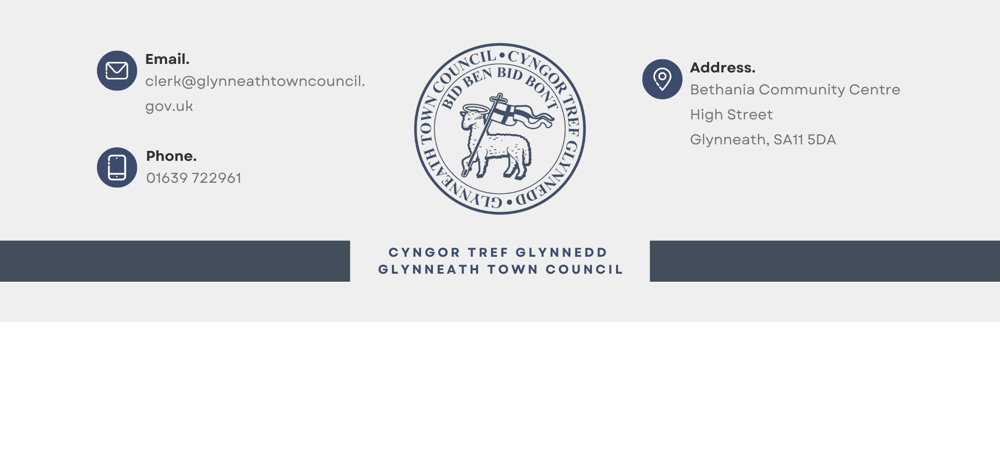 Email.
clerk@glynneathtowncouncil.
gov.uk
Phone.
01639 722961
GLYNNEATH TOWN COUNCIL • CYNGOR TREF GLYNNEDD •
BID BEN BID BONT
Address.
Bethania Community Centre
High Street
Glynneath, SA11 5DA
CYNGOR TREF GLYNNEDD
GLYNNEATH TOWN COUNCIL